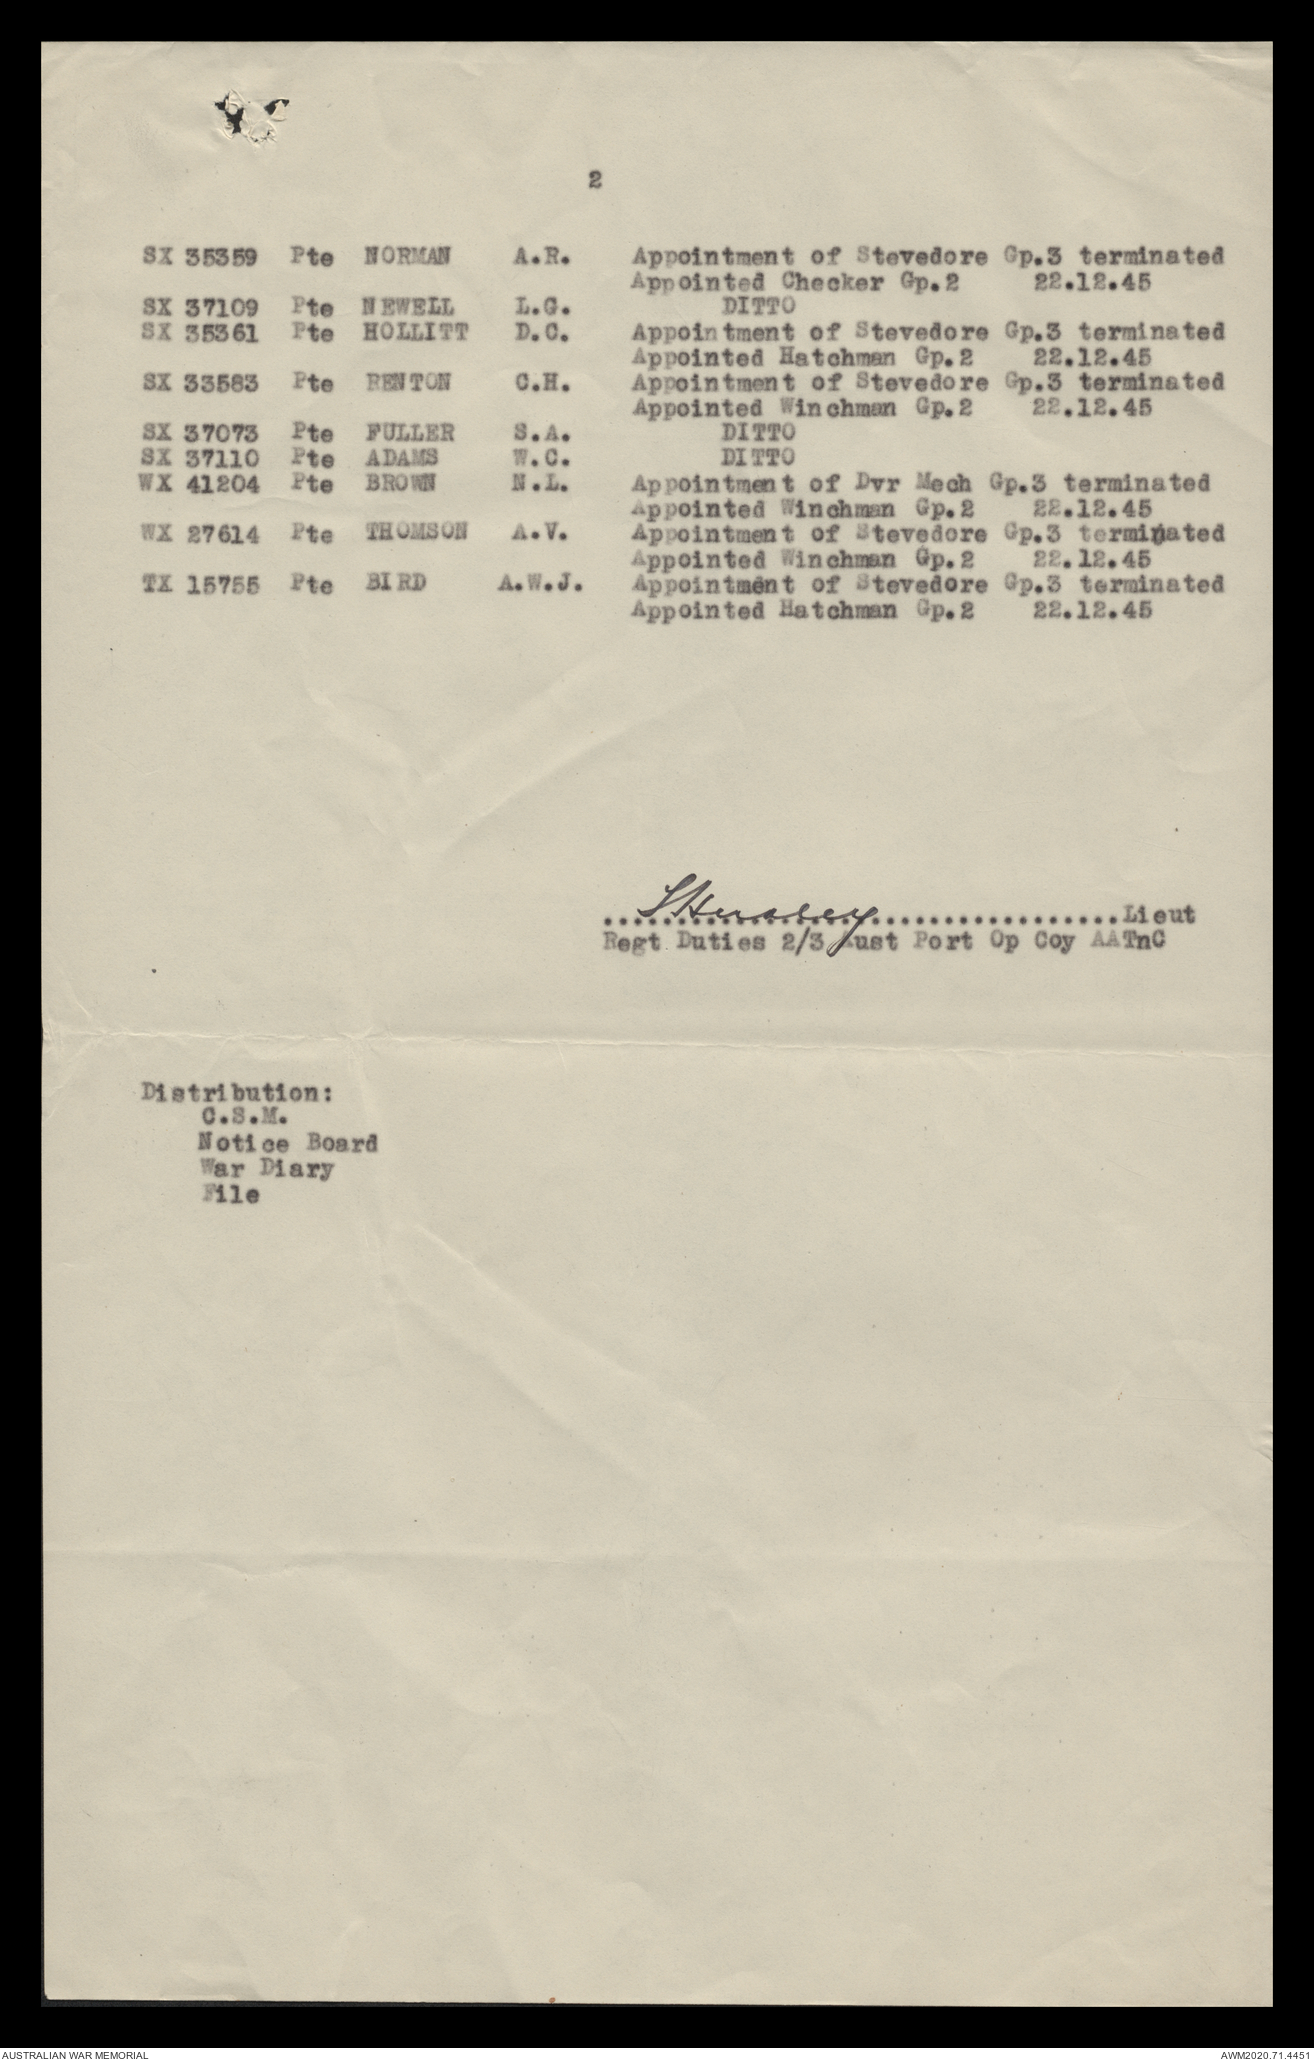 2
SX 35359 Pte NORMAN A.R. Appointment of Stevedore Gp.3 terminated
Appointed Checker Gp.2 22.12.45
SX 37109 Pte NEWELL L.G. DITTO
SX 35361 Pte HOLLITT D.C. Appointment of Stevedore Gp.3 terminated
Appointed Hatchman Gp.2 22.12.45
SX 33583 Pte C.H. Appointment of Stevedore Gp.3 terminated
Appointed Winchman Gp.2 22.12.45
SX 37073 Pte FULLER S.A. DITTO
SX 37110 Pte ADAMS W.C. DITTO
WX 41204 Pte BROWN N.L. Appointment of Dvr Mech Gp.3 terminated
Appointed Winchman Gp.2 22.12.45
WX 27614 Pte THOMSON A.V. Appointment of Stevedore Gp.3 terminated
Appointed Winchman Gp.2 22.12.45
TX 15755 Pte BIRD A.W.J. Appointment of Stevedore Gp.3 terminated
Appointed Hatchman Gp.2 22.12.45
....................................Lieut
Regt Duties 2/3 Aust Port Op Coy AATnC
Distribution:
C.S.M.
Notice Board
War Diary
File
AUSTRALIAN WAR MEMORIAL AWM2020.71.4451